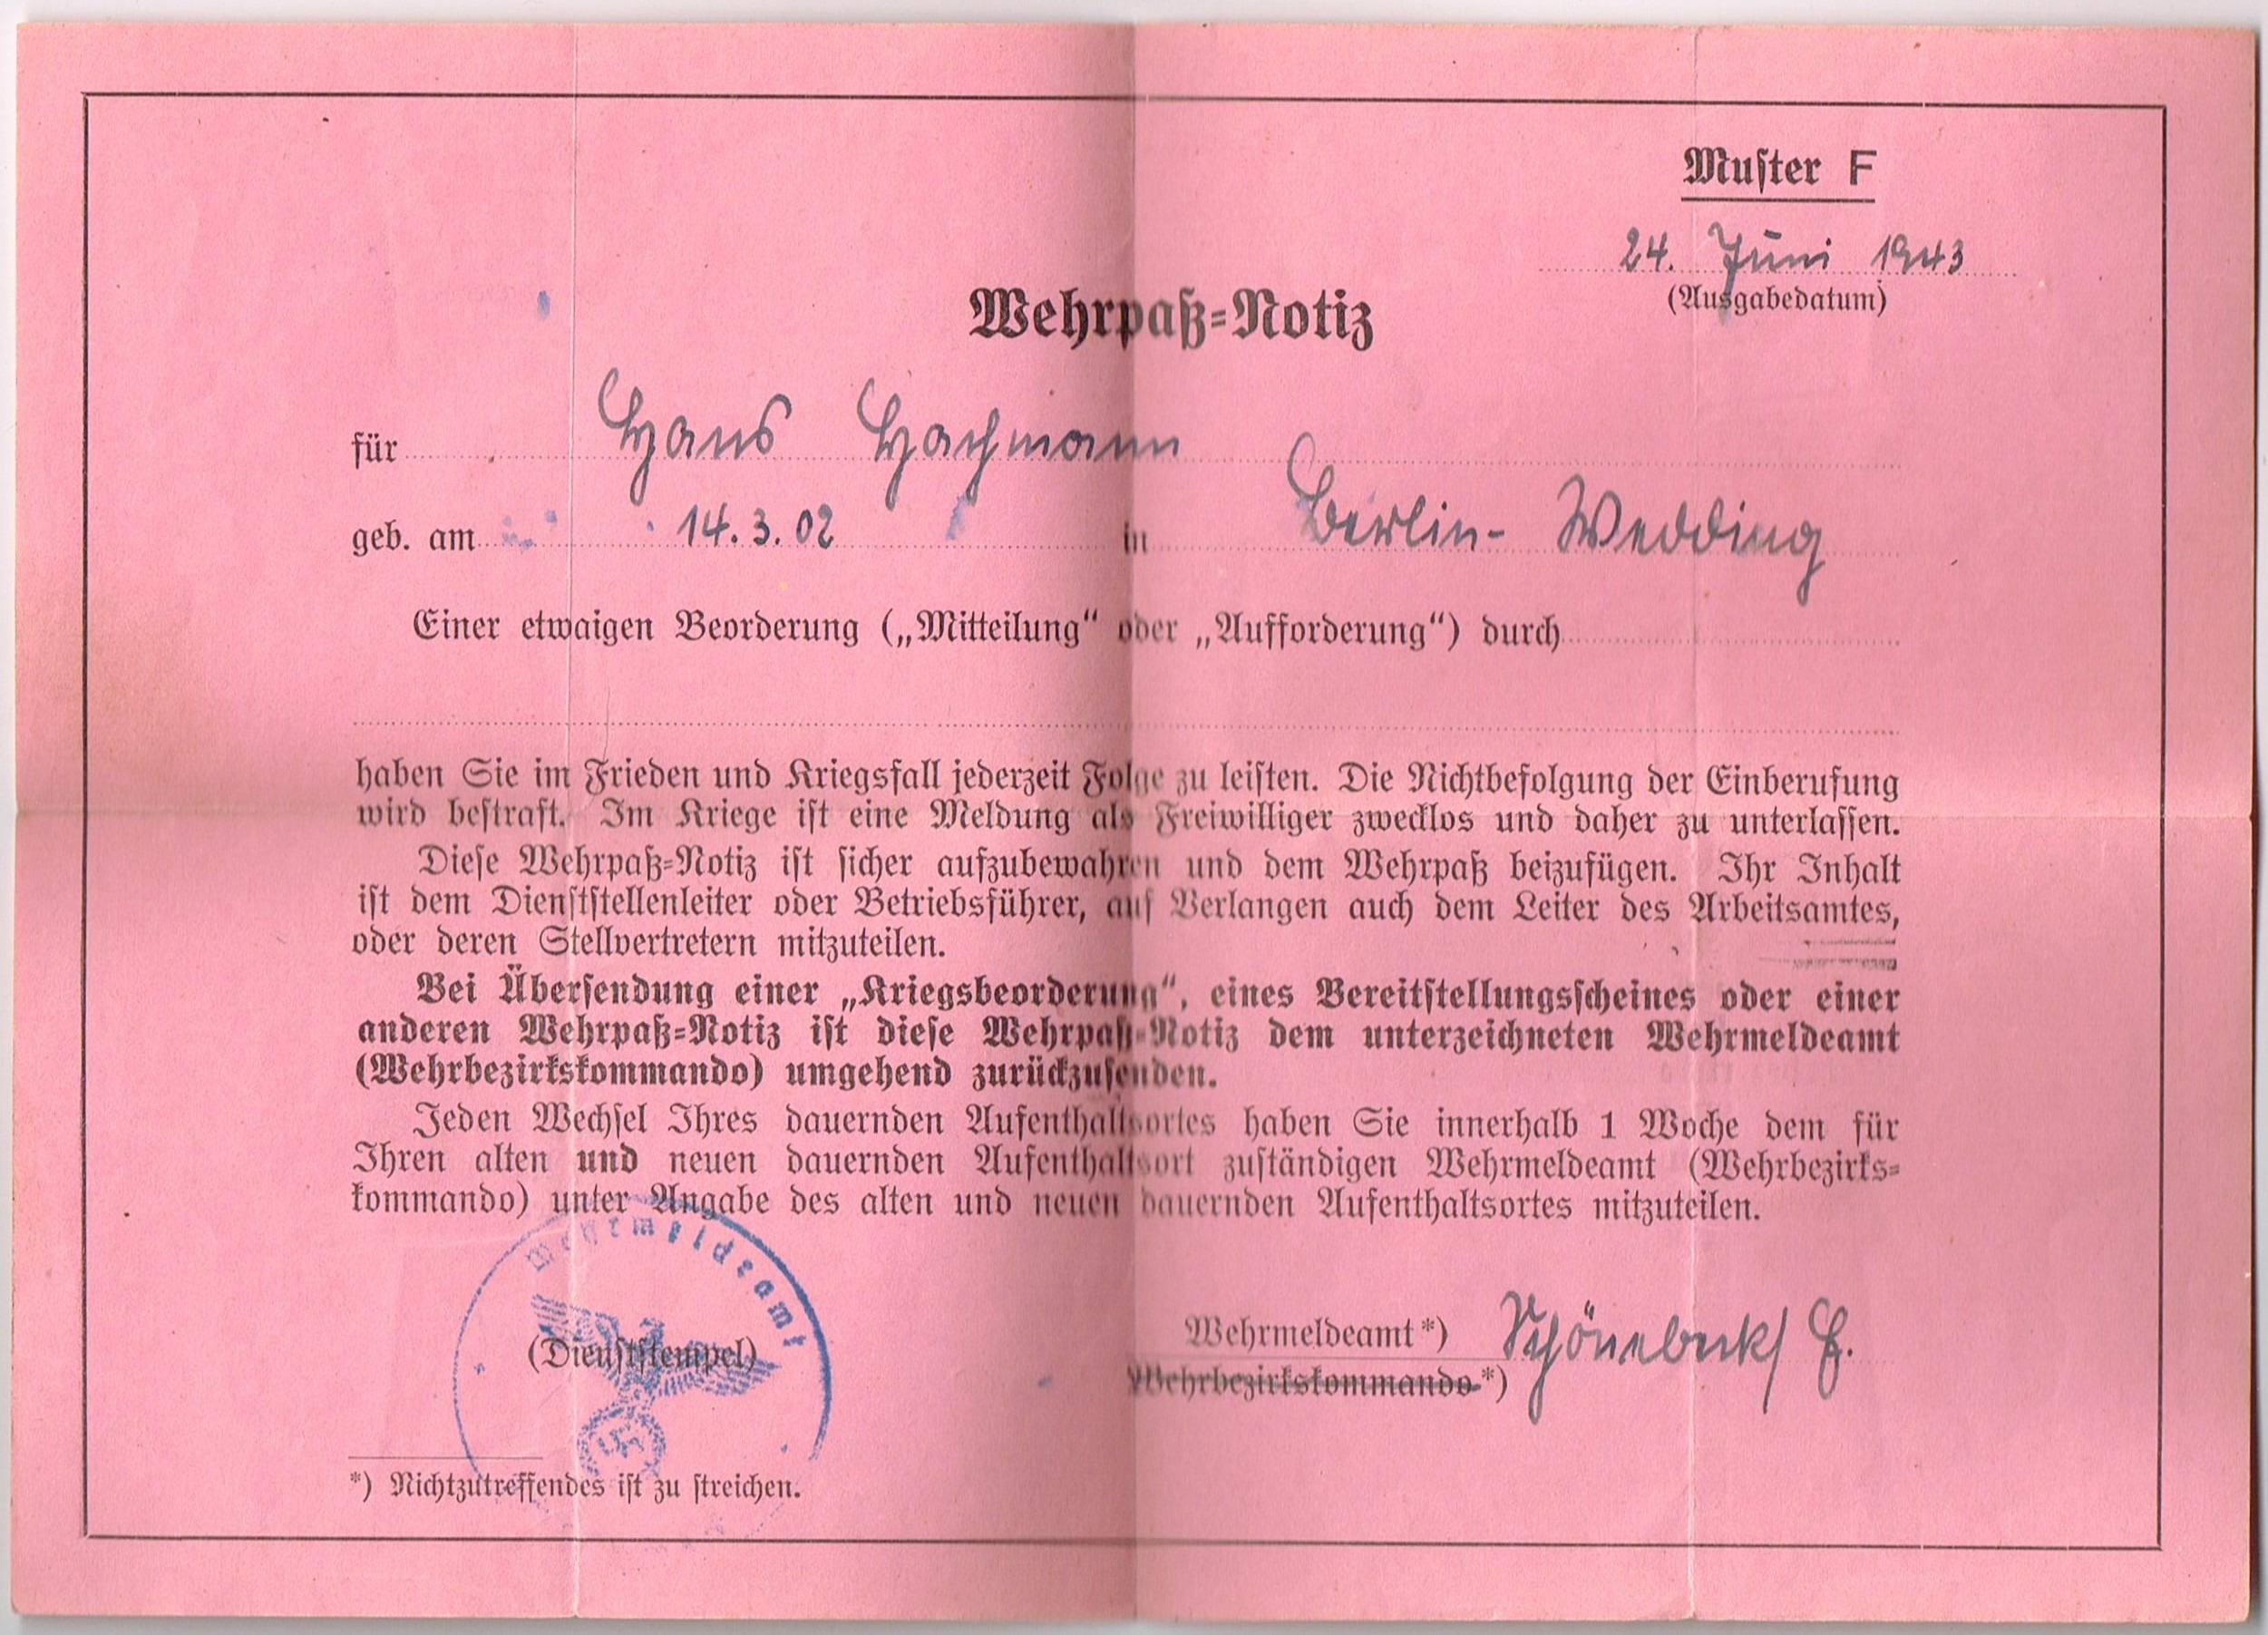 Muster F
24. Juni 1943
(Ausgabedatum)
Wehrpaß-Notiz
für Hans Hachmann
geb. am 14.3.02 in Berlin-Wedding
Einer etwaigen Beorderung („Mitteilung“ oder „Aufforderung“) durch
haben Sie im Frieden und Kriegsfall jederzeit Folge zu leisten. Die Nichtbefolgung der Einberufung
wird bestraft. Im Kriege ist eine Meldung als Freiwilliger zwecklos und daher zu unterlassen.
Diese Wehrpaß-Notiz ist sicher aufzubewahren und dem Wehrpaß beizufügen. Ihr Inhalt
ist dem Dienststellenleiter oder Betriebsführer, auf Verlangen auch dem Leiter des Arbeitsamtes,
oder deren Stellvertretern mitzuteilen.
Bei Übersendung einer „Kriegsbeorderung“, eines Bereitstellungsscheines oder einer
anderen Wehrpaß-Notiz ist diese Wehrpaß-Notiz dem unterzeichneten Wehrmeldeamt
(Wehrbezirkskommando) umgehend zurückzusenden.
Jeden Wechsel Ihres dauernden Aufenthaltsortes haben Sie innerhalb 1 Woche dem für
Ihren alten und neuen dauernden Aufenthaltsort zuständigen Wehrmeldeamt (Wehrbezirks-
kommando) unter Angabe des alten und neuen dauernden Aufenthaltsortes mitzuteilen.
Wehrmeldeamt
(Dienststempel)
Wehrmeldeamt *) Schönebeck/E.
Wehrbezirkskommando *)
*) Nichtzutreffendes ist zu streichen.